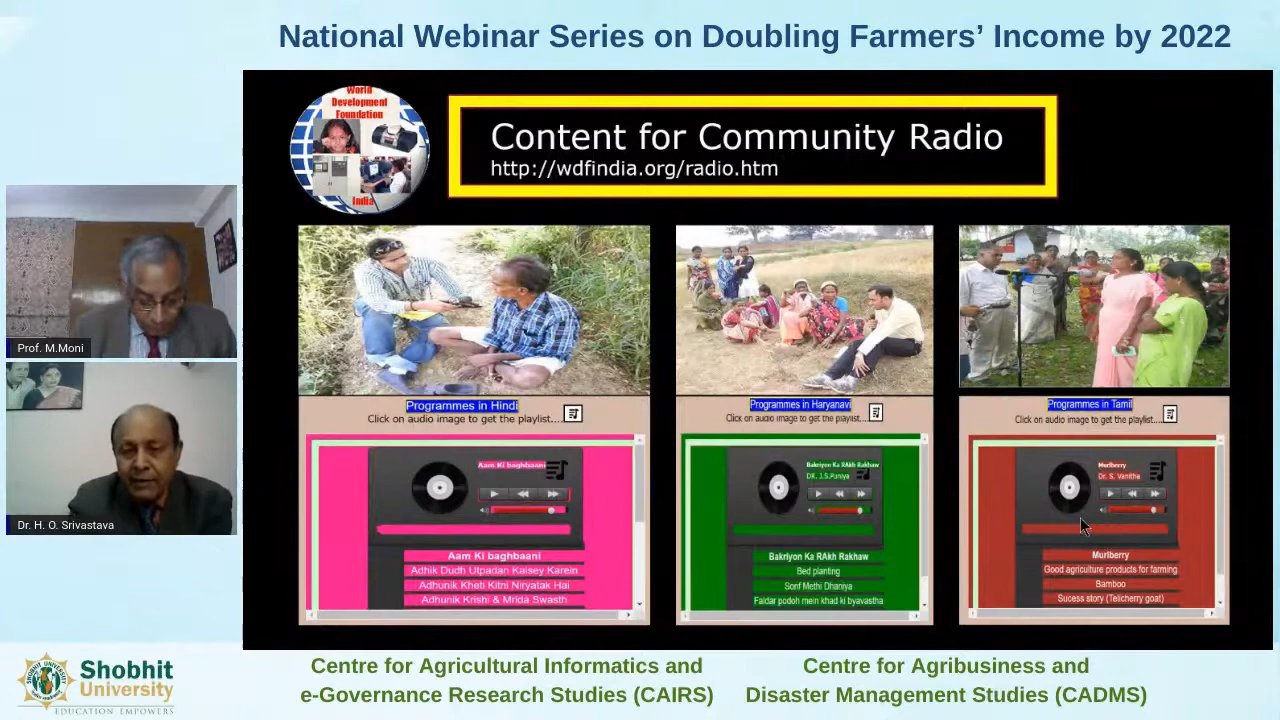 National Webinar Series on Doubling Farmers' Income by 2022
World
Development
Foundation
India
Content for Community Radio
http://wdfindia.org/radio.htm
Prof. M.Moni
Dr. H. O. Srivastava
Programmes in Hindi
Click on audio image to get the playlist....
Aam Ki baghbaani
Aam Ki baghbaani
Adhik Dudh Utpadan Kaisey Karein
Adhunik Kheti Kitni Niryatak Hai
Adhunik Krishi & Mrida Swasth
Programmes in Haryanavi
Click on audio image to get the playlist....
Bakriyon Ka RAkh Rakhaw
DR. J.S.Puniya
Bakriyon Ka RAkh Rakhaw
Bed planting
Sonf Methi Dhaniya
Faidar podoh mein khad ki byavastha
Programmes in Tamil
Click on audio image to get the playlist....
Murlberry
Dr. S. Vanitha
Murlberry
Good agriculture products for farming
Bamboo
Sucess story (Telicherry goat)
Shobhit
University
EDUCATION EMPOWERS
Centre for Agricultural Informatics and
e-Governance Research Studies (CAIRS)
Centre for Agribusiness and
Disaster Management Studies (CADMS)